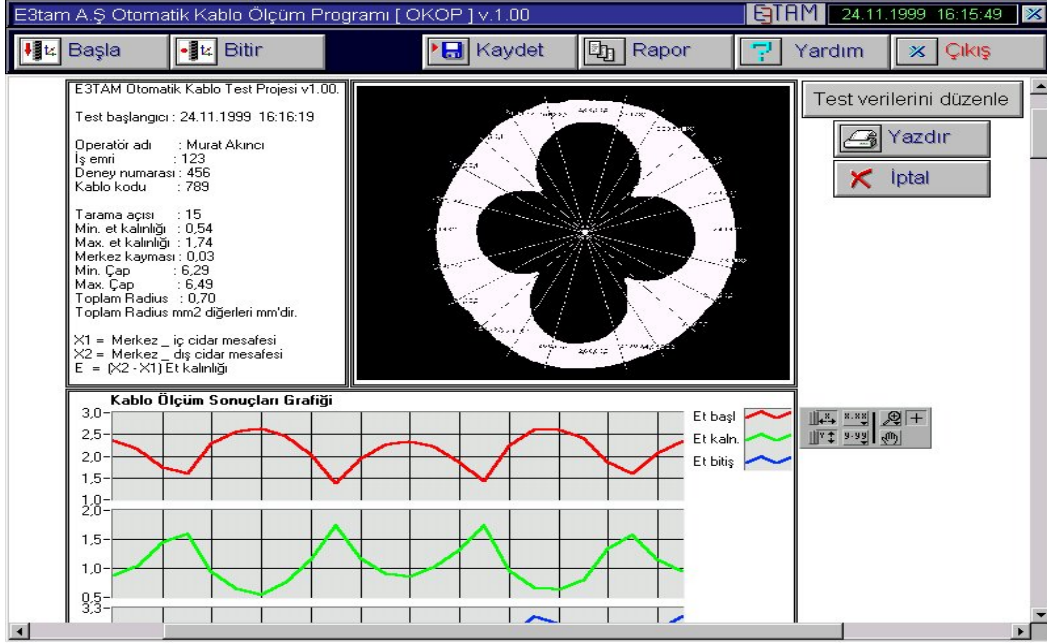 E3tam A.Ş Otomatik Kablo Ölçüm Programı [ OKOP ] v.1.00
E3TAM
24.11.1999 16:15:49
Başla
Bitir
Kaydet
Rapor
Yardım
Çıkış
E3TAM Otomatik Kablo Test Projesi v1.00.
Test başlangıcı : 24.11.1999 16:16:19
Operatör adı : Murat Akıncı
İş emri : 123
Deney numarası : 456
Kablo kodu : 789
Tarama açısı : 15
Min. et kalınlığı : 0,54
Max. et kalınlığı : 1,74
Merkez kayması : 0,03
Min. Çap : 6,29
Max. Çap : 6,49
Toplam Radius : 0,70
Toplam Radius mm2 diğerleri mm'dir.
X1 = Merkez _ iç cidar mesafesi
X2 = Merkez _ dış cidar mesafesi
E = (X2 - X1) Et kalınlığı
Test verilerini düzenle
Yazdır
İptal
Kablo Ölçüm Sonuçları Grafiği
3,0
2,5
2,0
1,5
1,0
2,0
1,5
1,0
0,5
3,3
Et başl
Et kaln.
Et bitiş